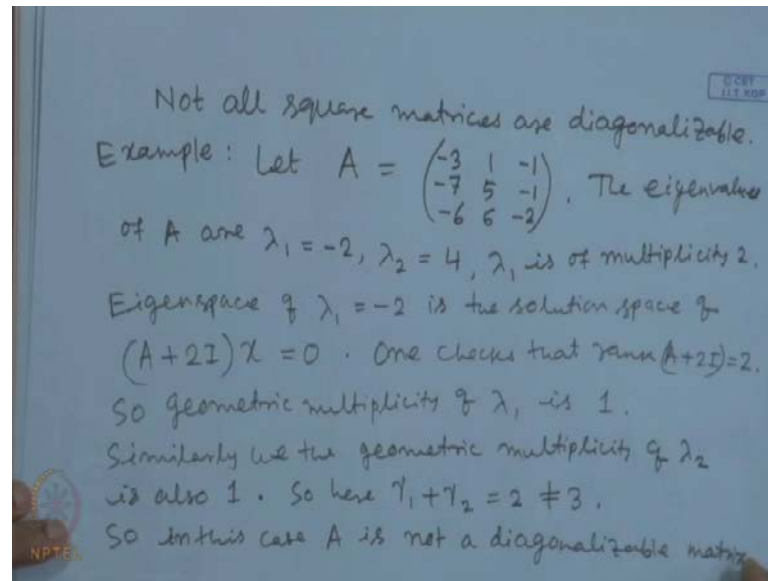 © CET
I.I.T. KGP
Not all square matrices are diagonalizable.
Example: Let A = (-3 1 -1
-7 5 -1
-6 6 -2). The eigenvalues
of A are λ₁ = -2, λ₂ = 4, λ₁ is of multiplicity 2.
Eigenspace of λ₁ = -2 is the solution space of
(A+2I)x = 0. One checks that rank(A+2I)=2.
So geometric multiplicity of λ₁ is 1.
Similarly we the geometric multiplicity of λ₂
is also 1. So here γ₁+γ₂ = 2 ≠ 3.
So in this case A is not a diagonalizable matrix
NPTEL